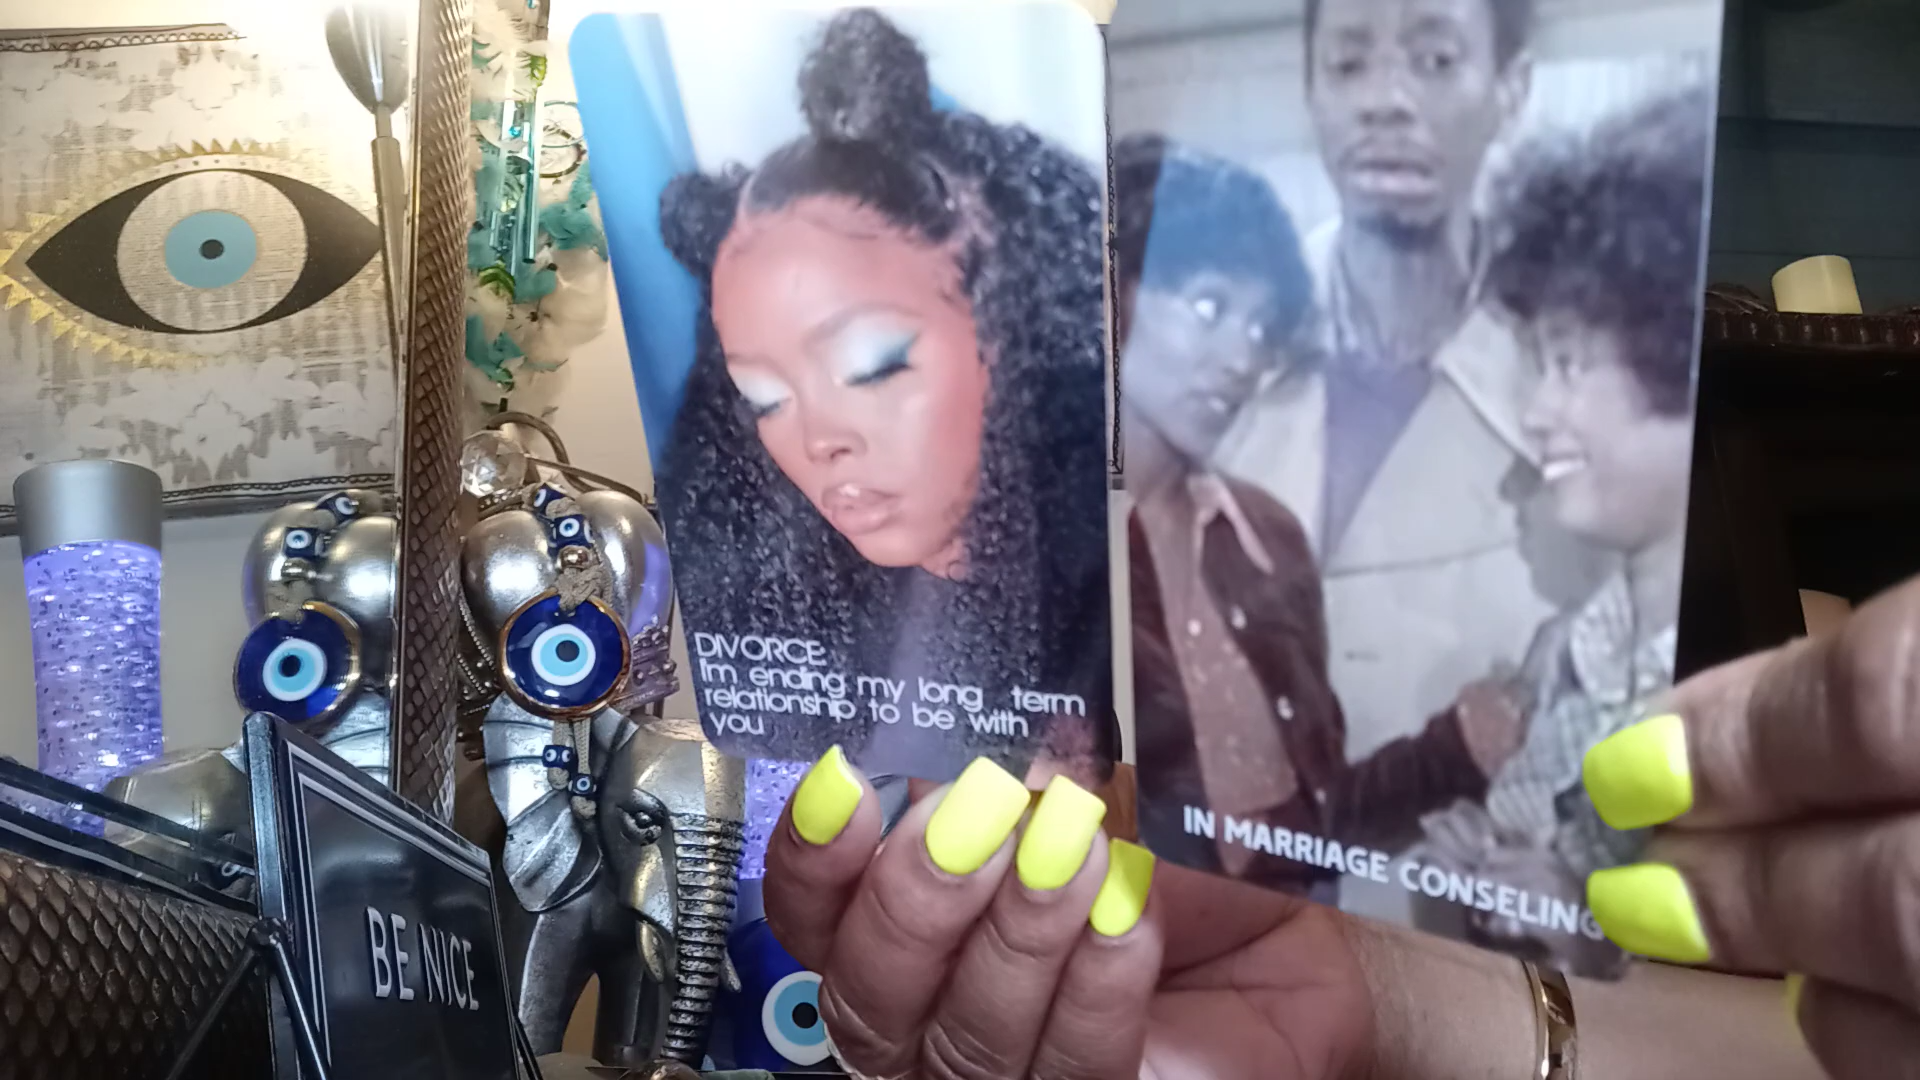 DIVORCE:
I'm ending my long term
relationship to be with
you
IN MARRIAGE CONSELING
BE NICE